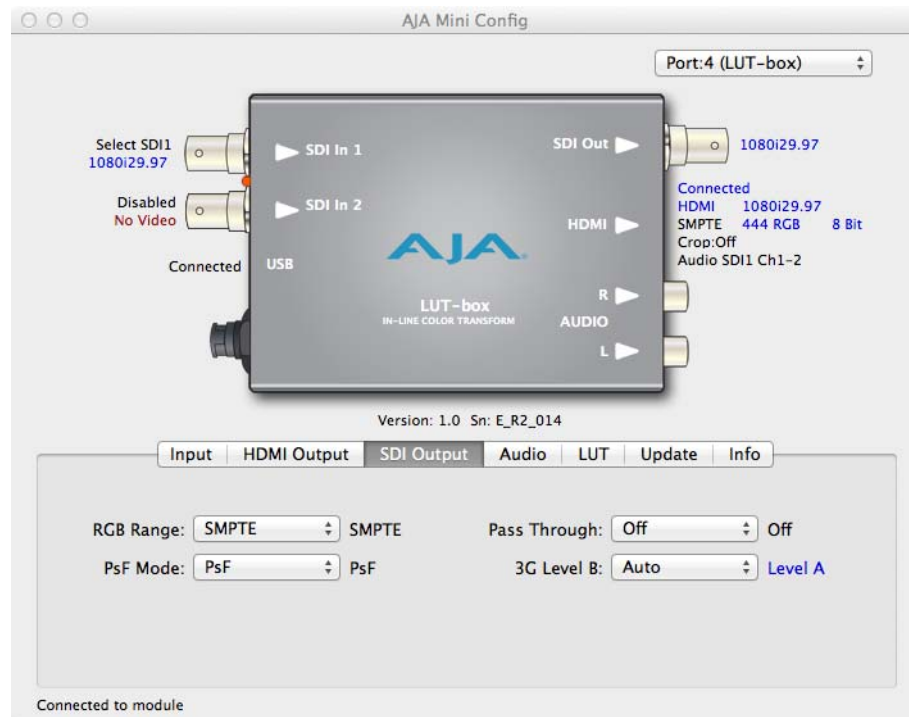 AJA Mini Config
Port:4 (LUT-box)
Select SDI1
1080i29.97
Disabled
No Video
Connected
SDI In 1
SDI In 2
USB
AJA
LUT-box
IN-LINE COLOR TRANSFORM
SDI Out
HDMI
R
AUDIO
L
1080i29.97
Connected
HDMI 1080i29.97
SMPTE 444 RGB 8 Bit
Crop:Off
Audio SDI1 Ch1-2
Version: 1.0 Sn: E_R2_014
Input HDMI Output SDI Output Audio LUT Update Info
RGB Range: SMPTE SMPTE Pass Through: Off Off
PsF Mode: PsF PsF 3G Level B: Auto Level A
Connected to module